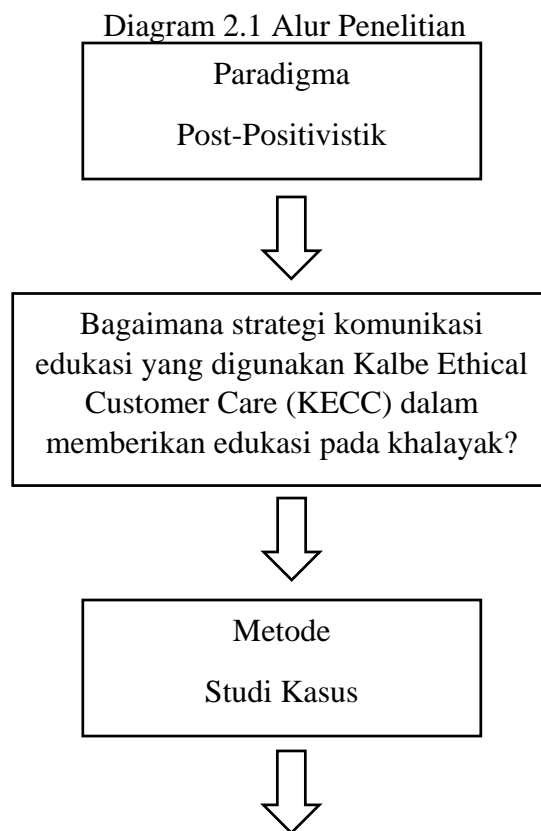 Diagram 2.1 Alur Penelitian
Paradigma
Post-Positivistik
Bagaimana strategi komunikasi
edukasi yang digunakan Kalbe Ethical
Customer Care (KECC) dalam
memberikan edukasi pada khalayak?
Metode
Studi Kasus